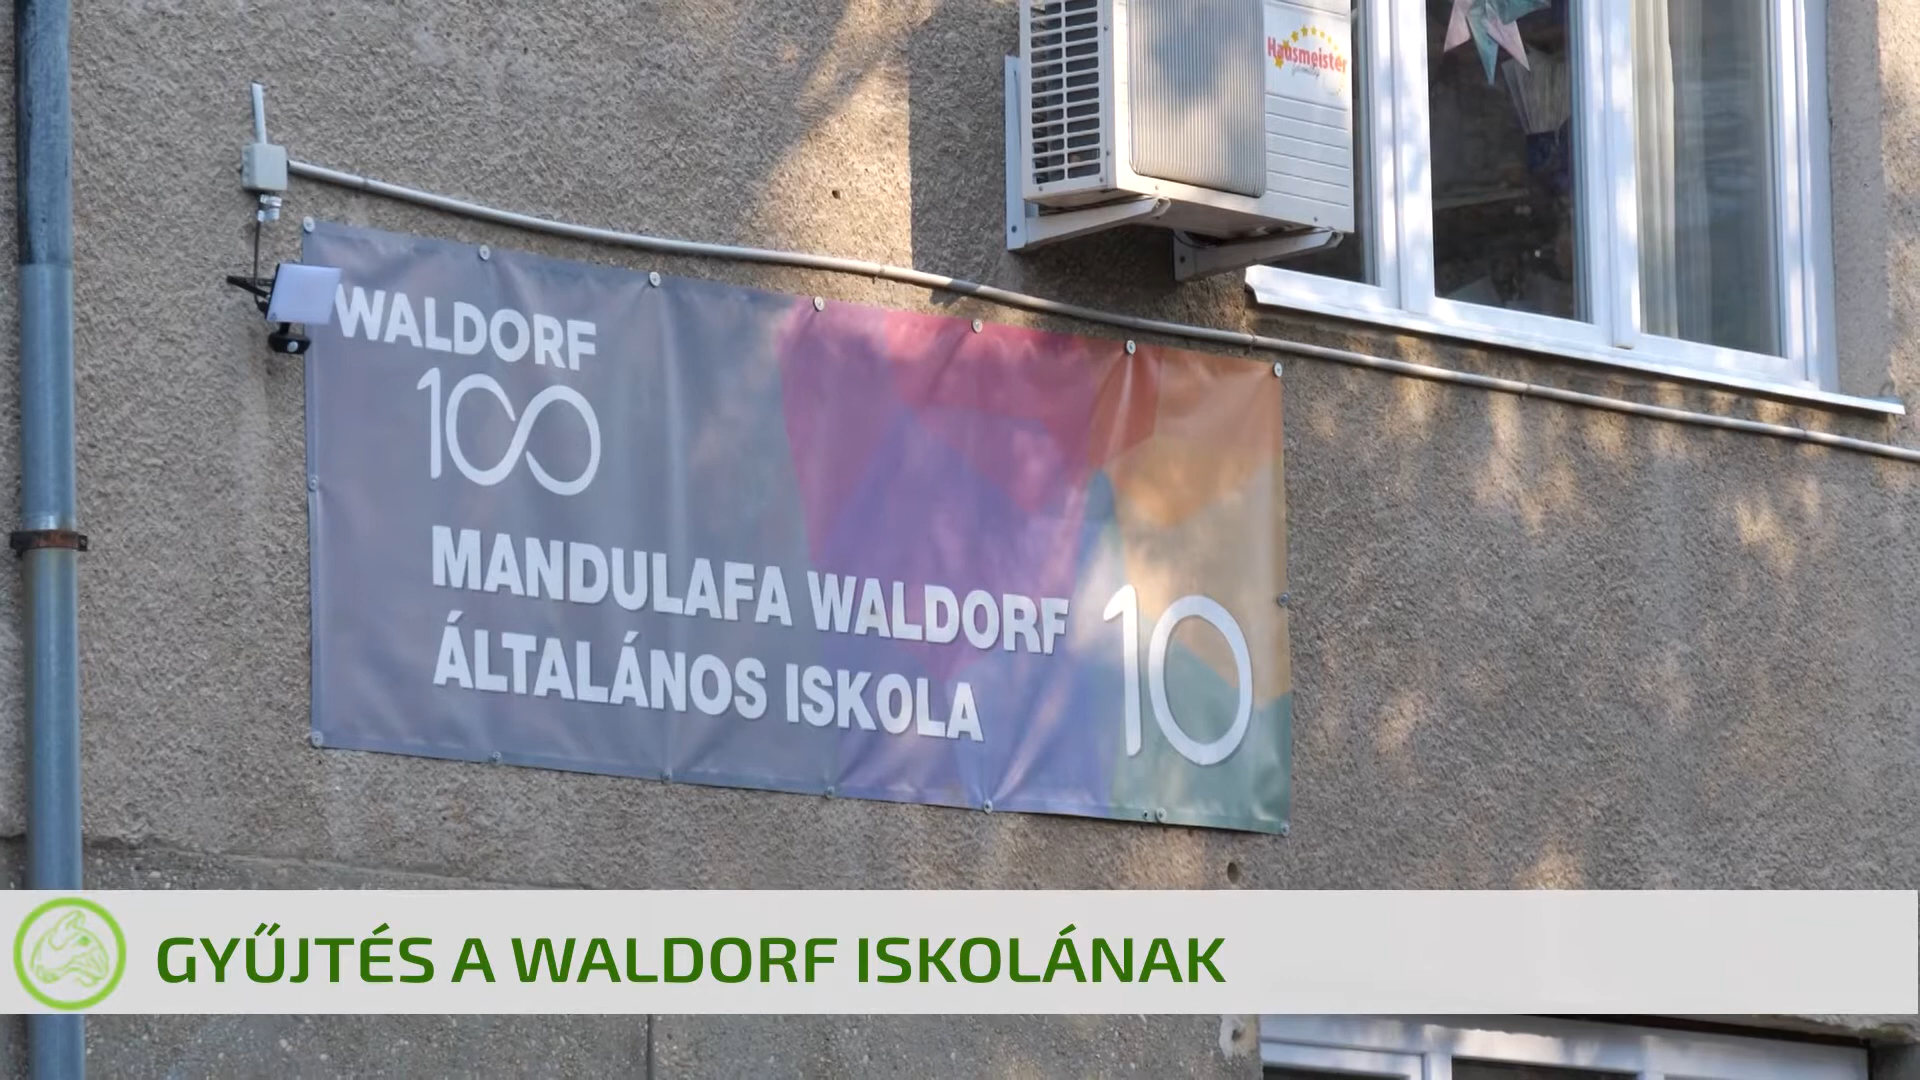 Hausmeister
WALDORF
100
MANDULAFA WALDORF
ÁLTALÁNOS ISKOLA
10
GYŰJTÉS A WALDORF ISKOLÁNAK